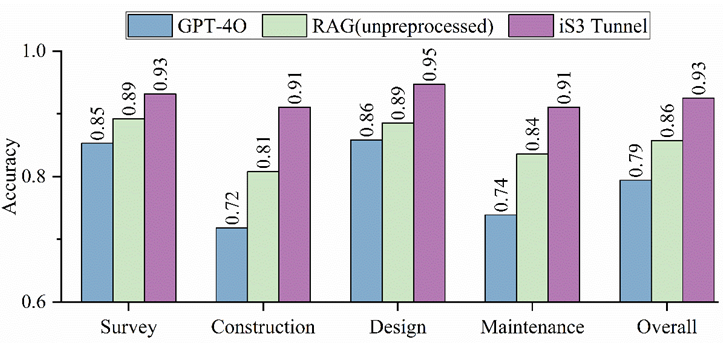 GPT-4O RAG(unpreprocessed) iS3 Tunnel
1.0
0.8
0.6
Accuracy
0.85 0.89 0.93
0.72 0.81 0.91
0.86 0.89 0.95
0.74 0.84 0.91
0.79 0.86 0.93
Survey Construction Design Maintenance Overall